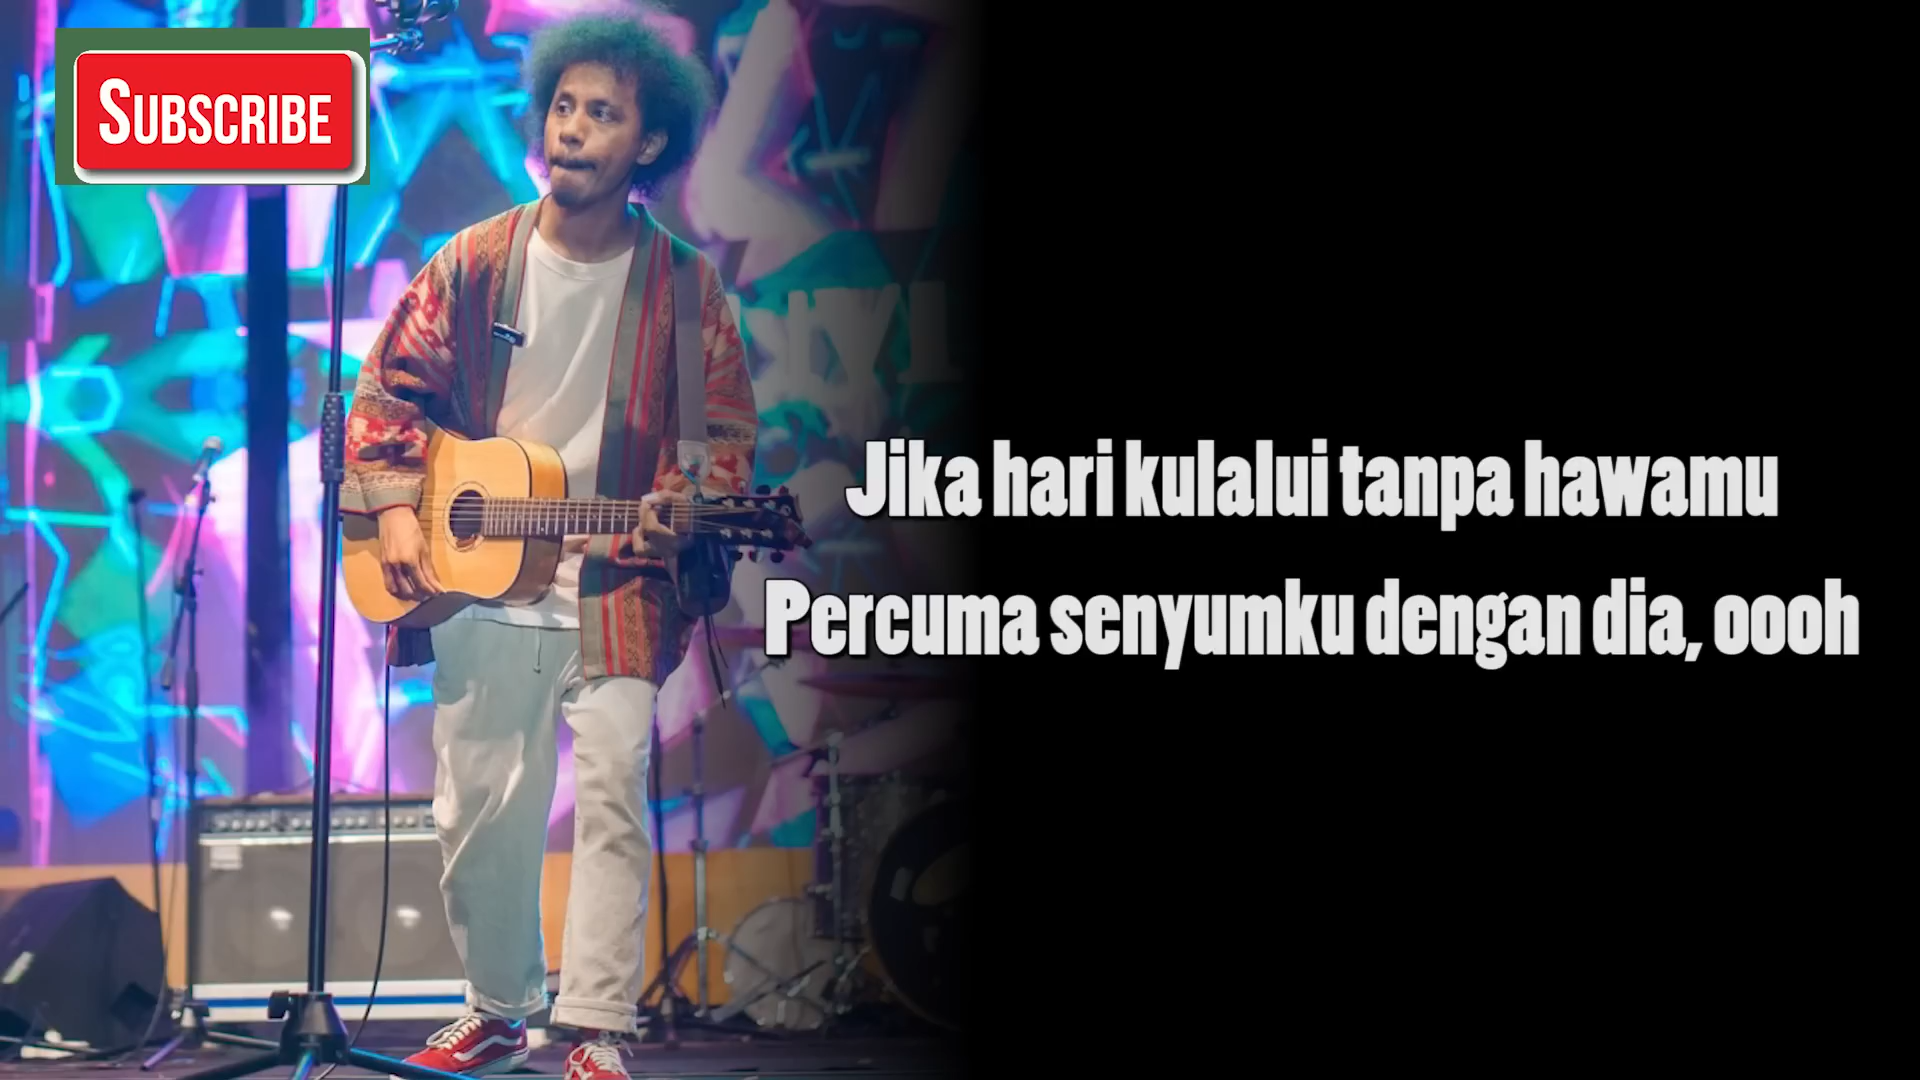 SUBSCRIBE
Jika hari kulalui tanpa hawamu
Percuma senyumku dengan dia, oooh